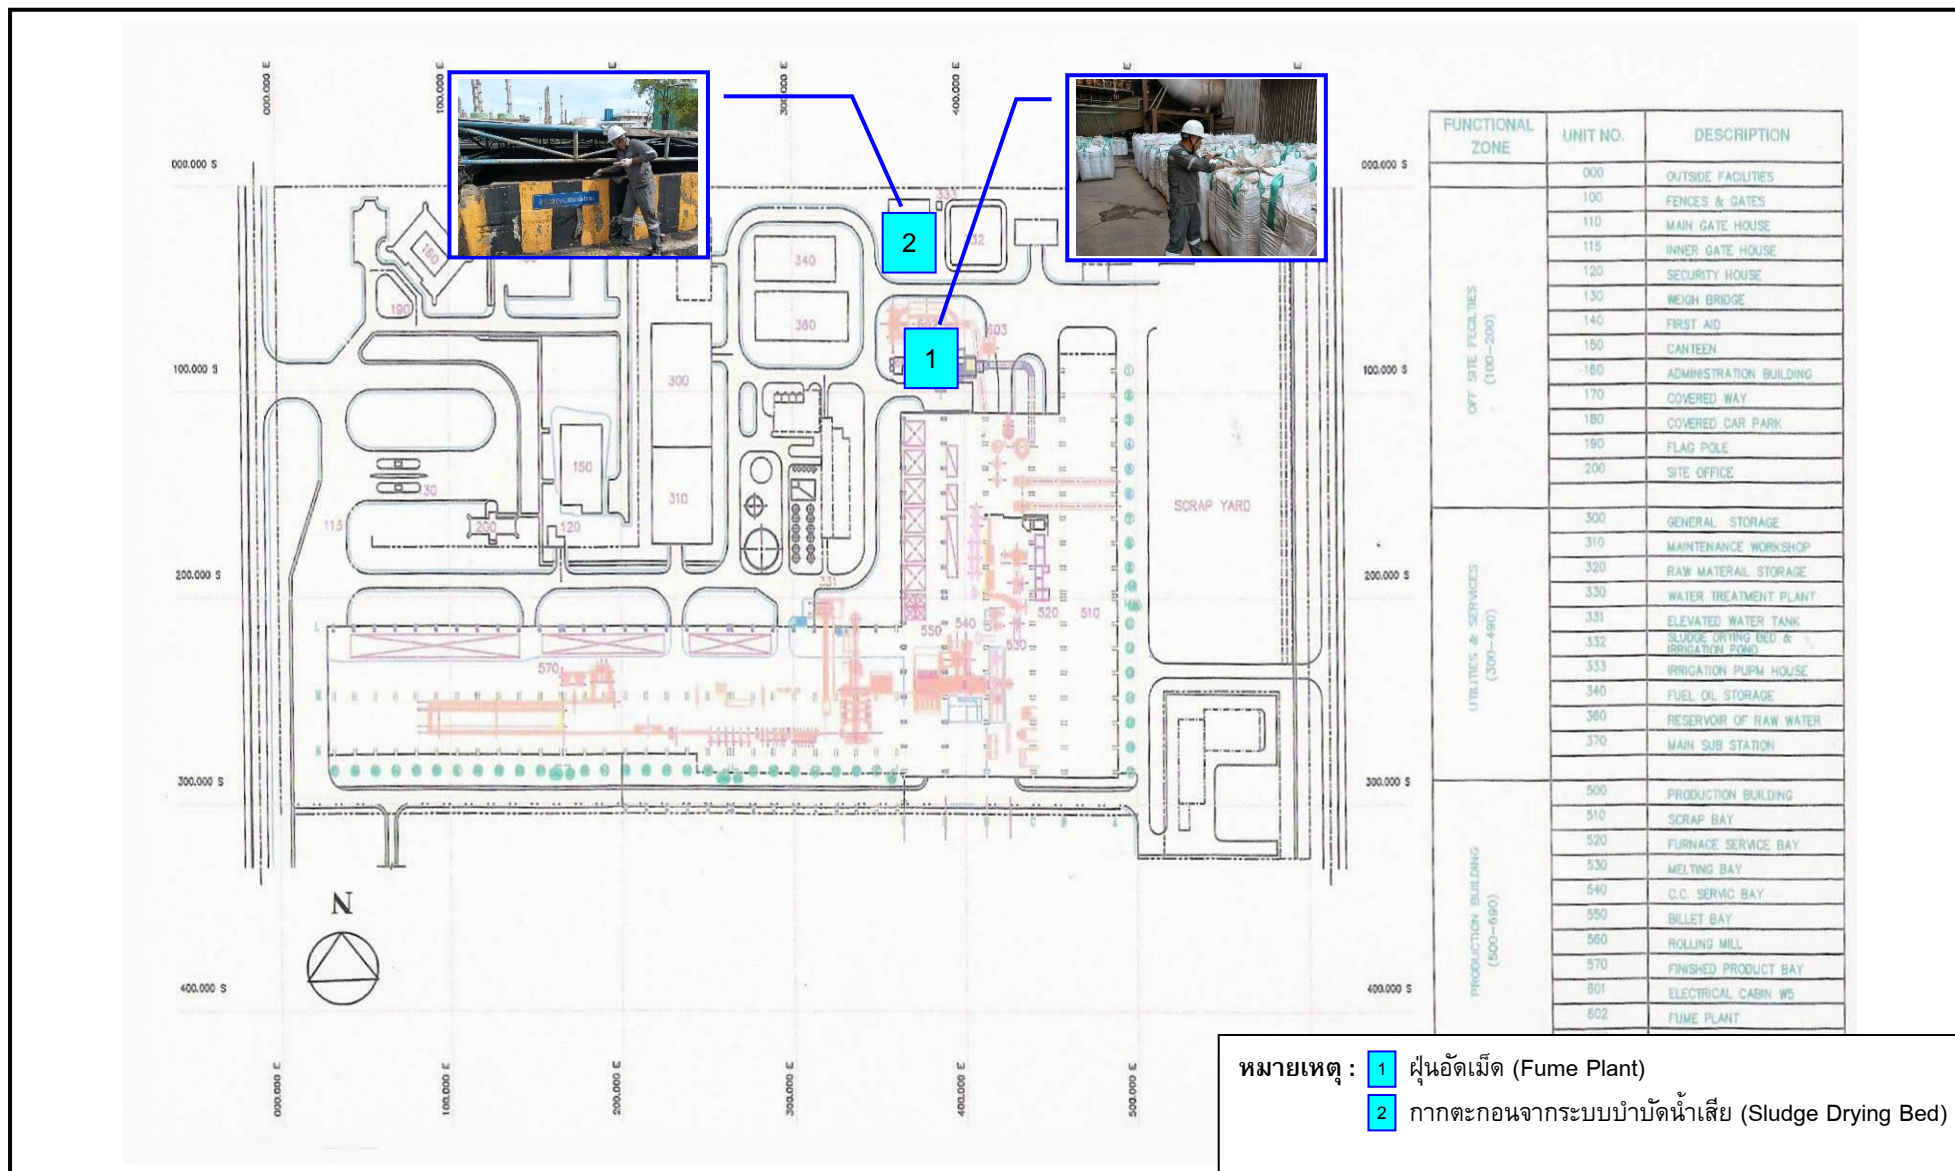 000.000 E
100.000 E
300.000 E
400.000 E
000.000 S
000.000 S
100.000 S
100.000 S
200.000 S
200.000 S
300.000 S
300.000 S
400.000 S
400.000 S
333
2
332
160
340
190
360
602
603
1
300
150
310
SCRAP YARD
30
115
200
120
331
520
510
550
540
530
570
C
B
A
N
000.000 E
100.000 E
200.000 E
300.000 E
400.000 E
500.000 E
FUNCTIONAL ZONE
UNIT NO.
DESCRIPTION
000 OUTSIDE FACILITIES
OFF SITE FECILITIES (100-200)
100 FENCES & GATES
110 MAIN GATE HOUSE
115 INNER GATE HOUSE
120 SECURITY HOUSE
130 WEIGH BRIDGE
140 FIRST AID
150 CANTEEN
-160 ADMINISTRATION BUILDING
170 COVERED WAY
180 COVERED CAR PARK
190 FLAG POLE
200 SITE OFFICE
UTILITIES & SERVICES (300-490)
300 GENERAL STORAGE
310 MAINTENANCE WORKSHOP
320 RAW MATERAIL STORAGE
330 WATER TREATMENT PLANT
331 ELEVATED WATER TANK
332 SLUDGE DRYING BED & IRRIGATION POND
333 IRRIGATION PUPM HOUSE
340 FUEL OIL STORAGE
360 RESERVOIR OF RAW WATER
370 MAIN SUB STATION
PRODUCTION BUILDING (500-690)
500 PRODUCTION BUILDING
510 SCRAP BAY
520 FURNACE SERVICE BAY
530 MELTING BAY
540 C.C. SERVIC BAY
550 BILLET BAY
560 ROLLING MILL
570 FINISHED PRODUCT BAY
601 ELECTRICAL CABIN W5
602 FUME PLANT
หมายเหตุ : 1 ฝุ่นอัดเม็ด (Fume Plant)
2 กากตะกอนจากระบบบำบัดน้ำเสีย (Sludge Drying Bed)